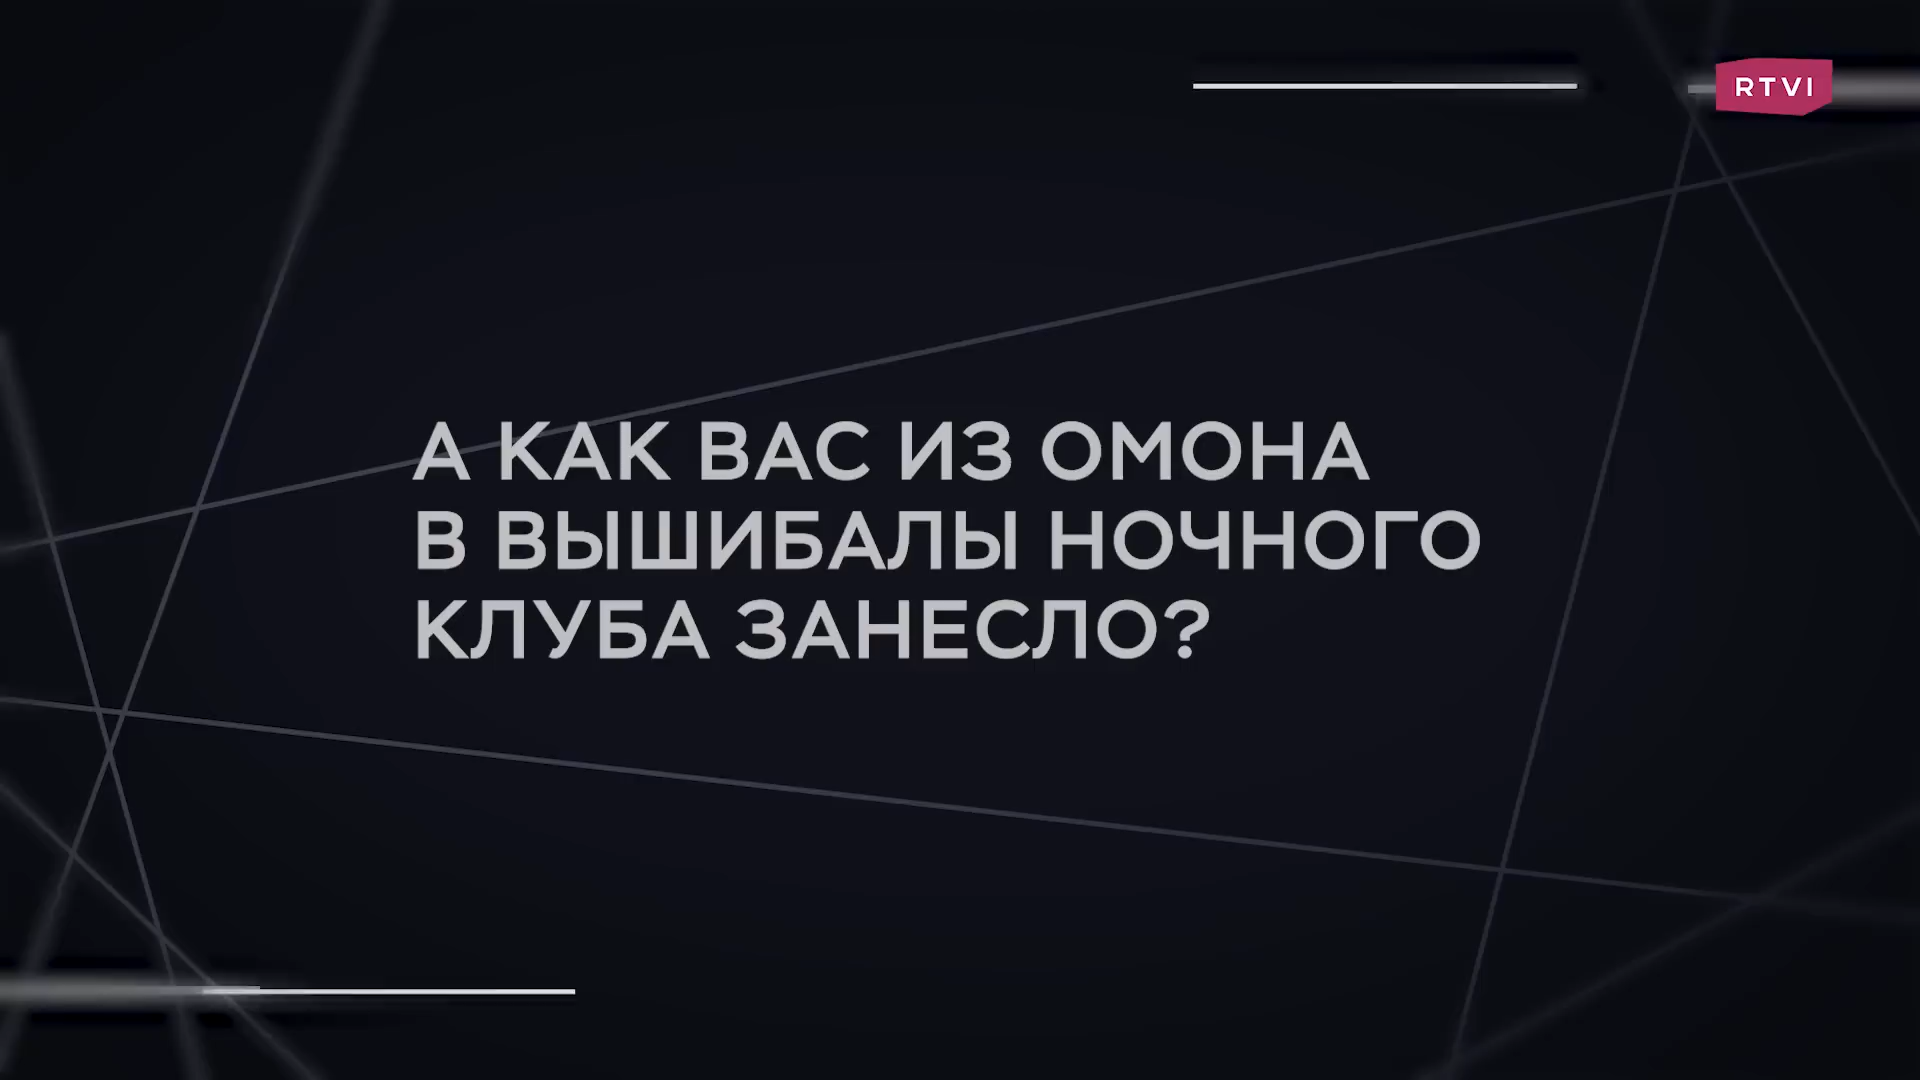 RTVI
А КАК ВАС ИЗ ОМОНА
В ВЫШИБАЛЫ НОЧНОГО
КЛУБА ЗАНЕСЛО?